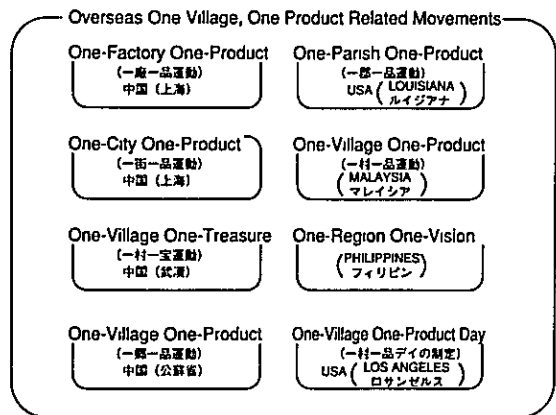 Overseas One Village, One Product Related Movements
One-Factory One-Product
(一廠一品運動)
中国 (上海)
One-Parish One-Product
(一郡一品運動)
USA (LOUISIANA
ルイジアナ)
One-City One-Product
(一街一品運動)
中国 (上海)
One-Village One-Product
(一村一品運動)
(MALAYSIA
マレイシア)
One-Village One-Treasure
(一村一宝運動)
中国 (武漢)
One-Region One-Vision
(PHILIPPINES
フィリピン)
One-Village One-Product
(一郷一品運動)
中国 (公蘇省)
One-Village One-Product Day
(一村一品デイの制定)
USA (LOS ANGELES
ロサンゼルス)